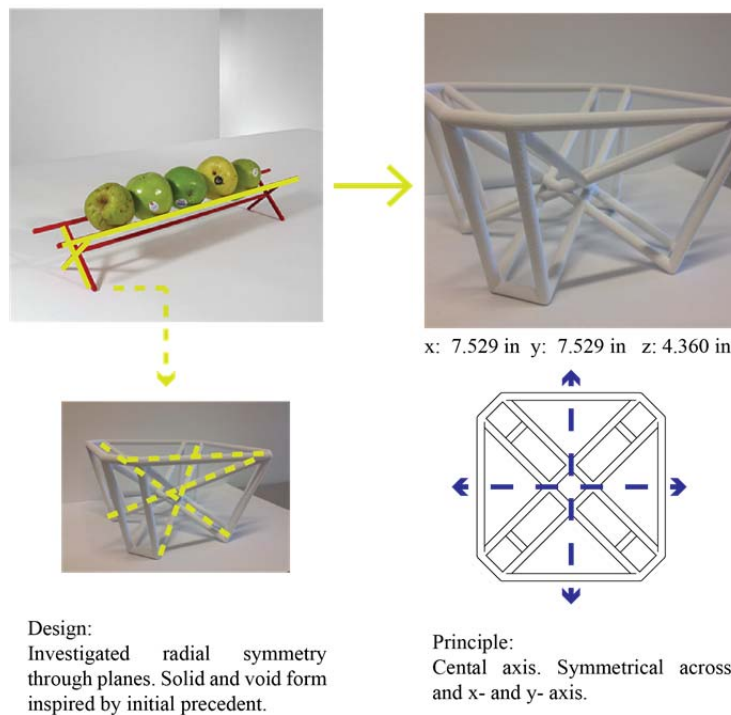 x: 7.529 in y: 7.529 in z: 4.360 in
Design:
Investigated radial symmetry
through planes. Solid and void form
inspired by initial precedent.
Principle:
Cental axis. Symmetrical across
and x- and y- axis.